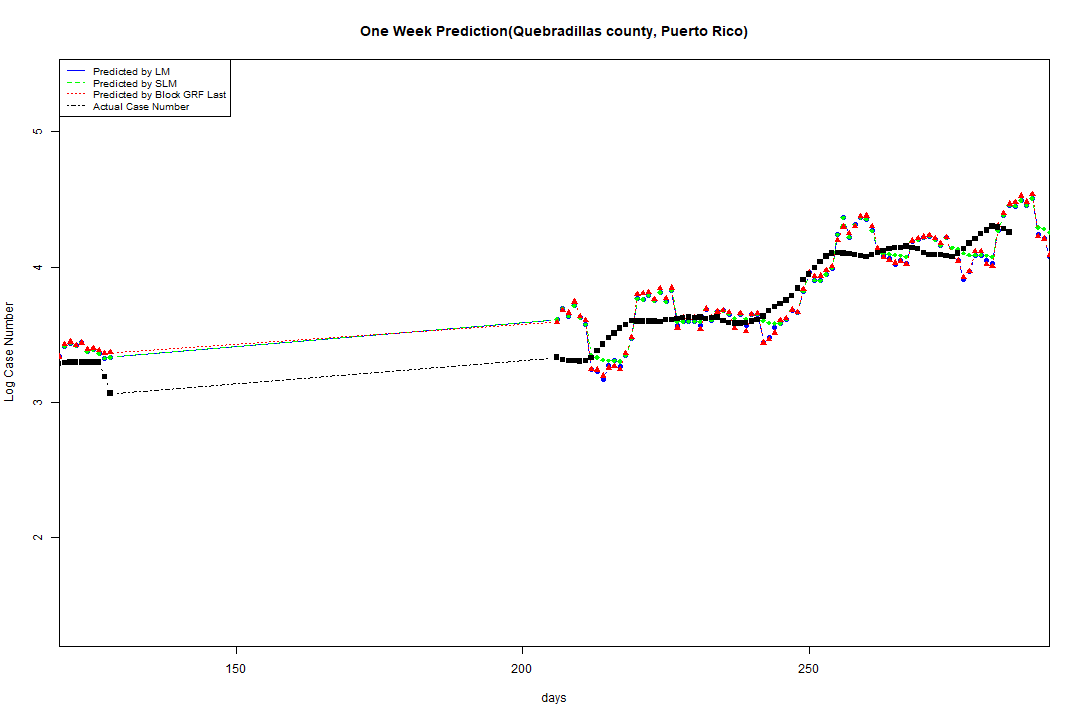 One Week Prediction(Quebradillas county, Puerto Rico)
Predicted by LM
Predicted by SLM
Predicted by Block GRF Last
Actual Case Number
5
4
3
2
Log Case Number
150
200
250
days